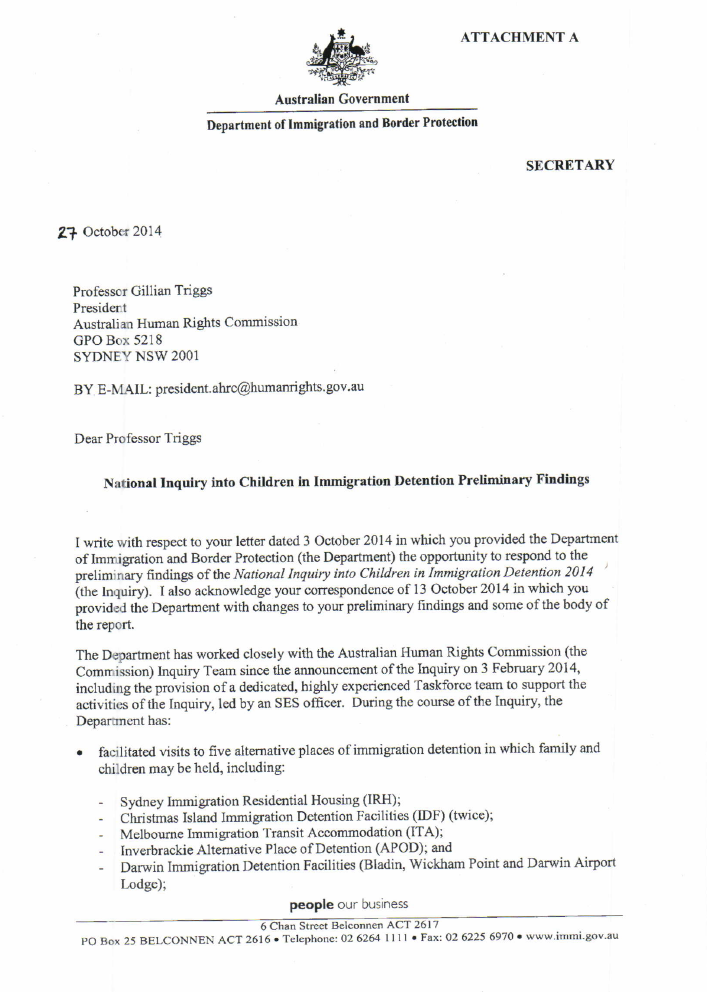 ATTACHMENT A
Australian Government
Department of Immigration and Border Protection
SECRETARY
27 October 2014
Professor Gillian Triggs
President
Australian Human Rights Commission
GPO Box 5218
SYDNEY NSW 2001
BY E-MAIL: president.ahrc@humanrights.gov.au
Dear Professor Triggs
National Inquiry into Children in Immigration Detention Preliminary Findings
I write with respect to your letter dated 3 October 2014 in which you provided the Department
of Immigration and Border Protection (the Department) the opportunity to respond to the
preliminary findings of the National Inquiry into Children in Immigration Detention 2014
(the Inquiry). I also acknowledge your correspondence of 13 October 2014 in which you
provided the Department with changes to your preliminary findings and some of the body of
the report.
The Department has worked closely with the Australian Human Rights Commission (the
Commission) Inquiry Team since the announcement of the Inquiry on 3 February 2014,
including the provision of a dedicated, highly experienced Taskforce team to support the
activities of the Inquiry, led by an SES officer. During the course of the Inquiry, the
Department has:
• facilitated visits to five alternative places of immigration detention in which family and
children may be held, including:
- Sydney Immigration Residential Housing (IRH);
- Christmas Island Immigration Detention Facilities (IDF) (twice);
- Melbourne Immigration Transit Accommodation (ITA);
- Inverbrackie Alternative Place of Detention (APOD); and
- Darwin Immigration Detention Facilities (Bladin, Wickham Point and Darwin Airport
Lodge);
people our business
6 Chan Street Belconnen ACT 2617
PO Box 25 BELCONNEN ACT 2616 • Telephone: 02 6264 1111 • Fax: 02 6225 6970 • www.immi.gov.au